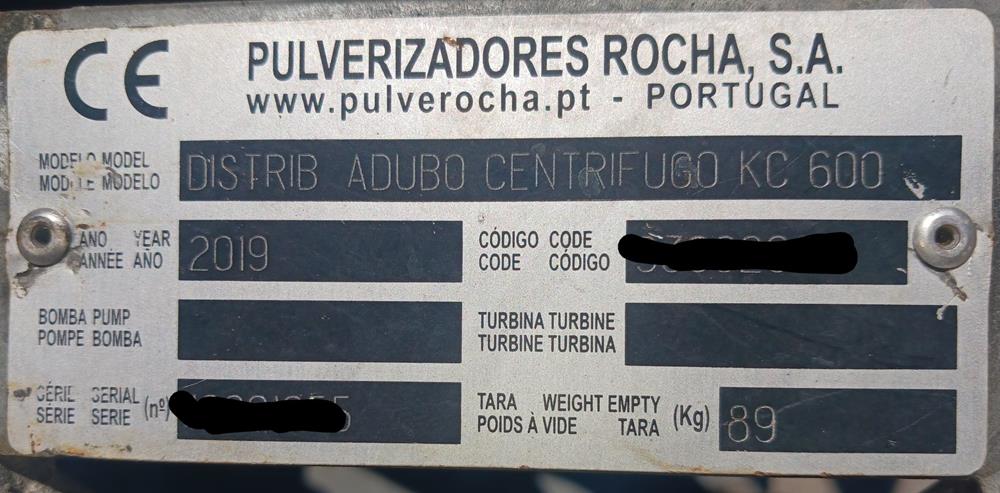 CE PULVERIZADORES ROCHA, S.A.
www.pulverocha.pt - PORTUGAL
MODELO MODEL
MODÈLE MODELO
DISTRIB ADUBO CENTRIFUGO KC 600
ANO YEAR
ANNÉE AÑO
2019
CÓDIGO CODE
CODE CÓDIGO
BOMBA PUMP
POMPE BOMBA
TURBINA TURBINE
TURBINE TURBINA
SÉRIE SERIAL (nº)
SÉRIE SERIE
TARA WEIGHT EMPTY (Kg)
POIDS À VIDE TARA
89